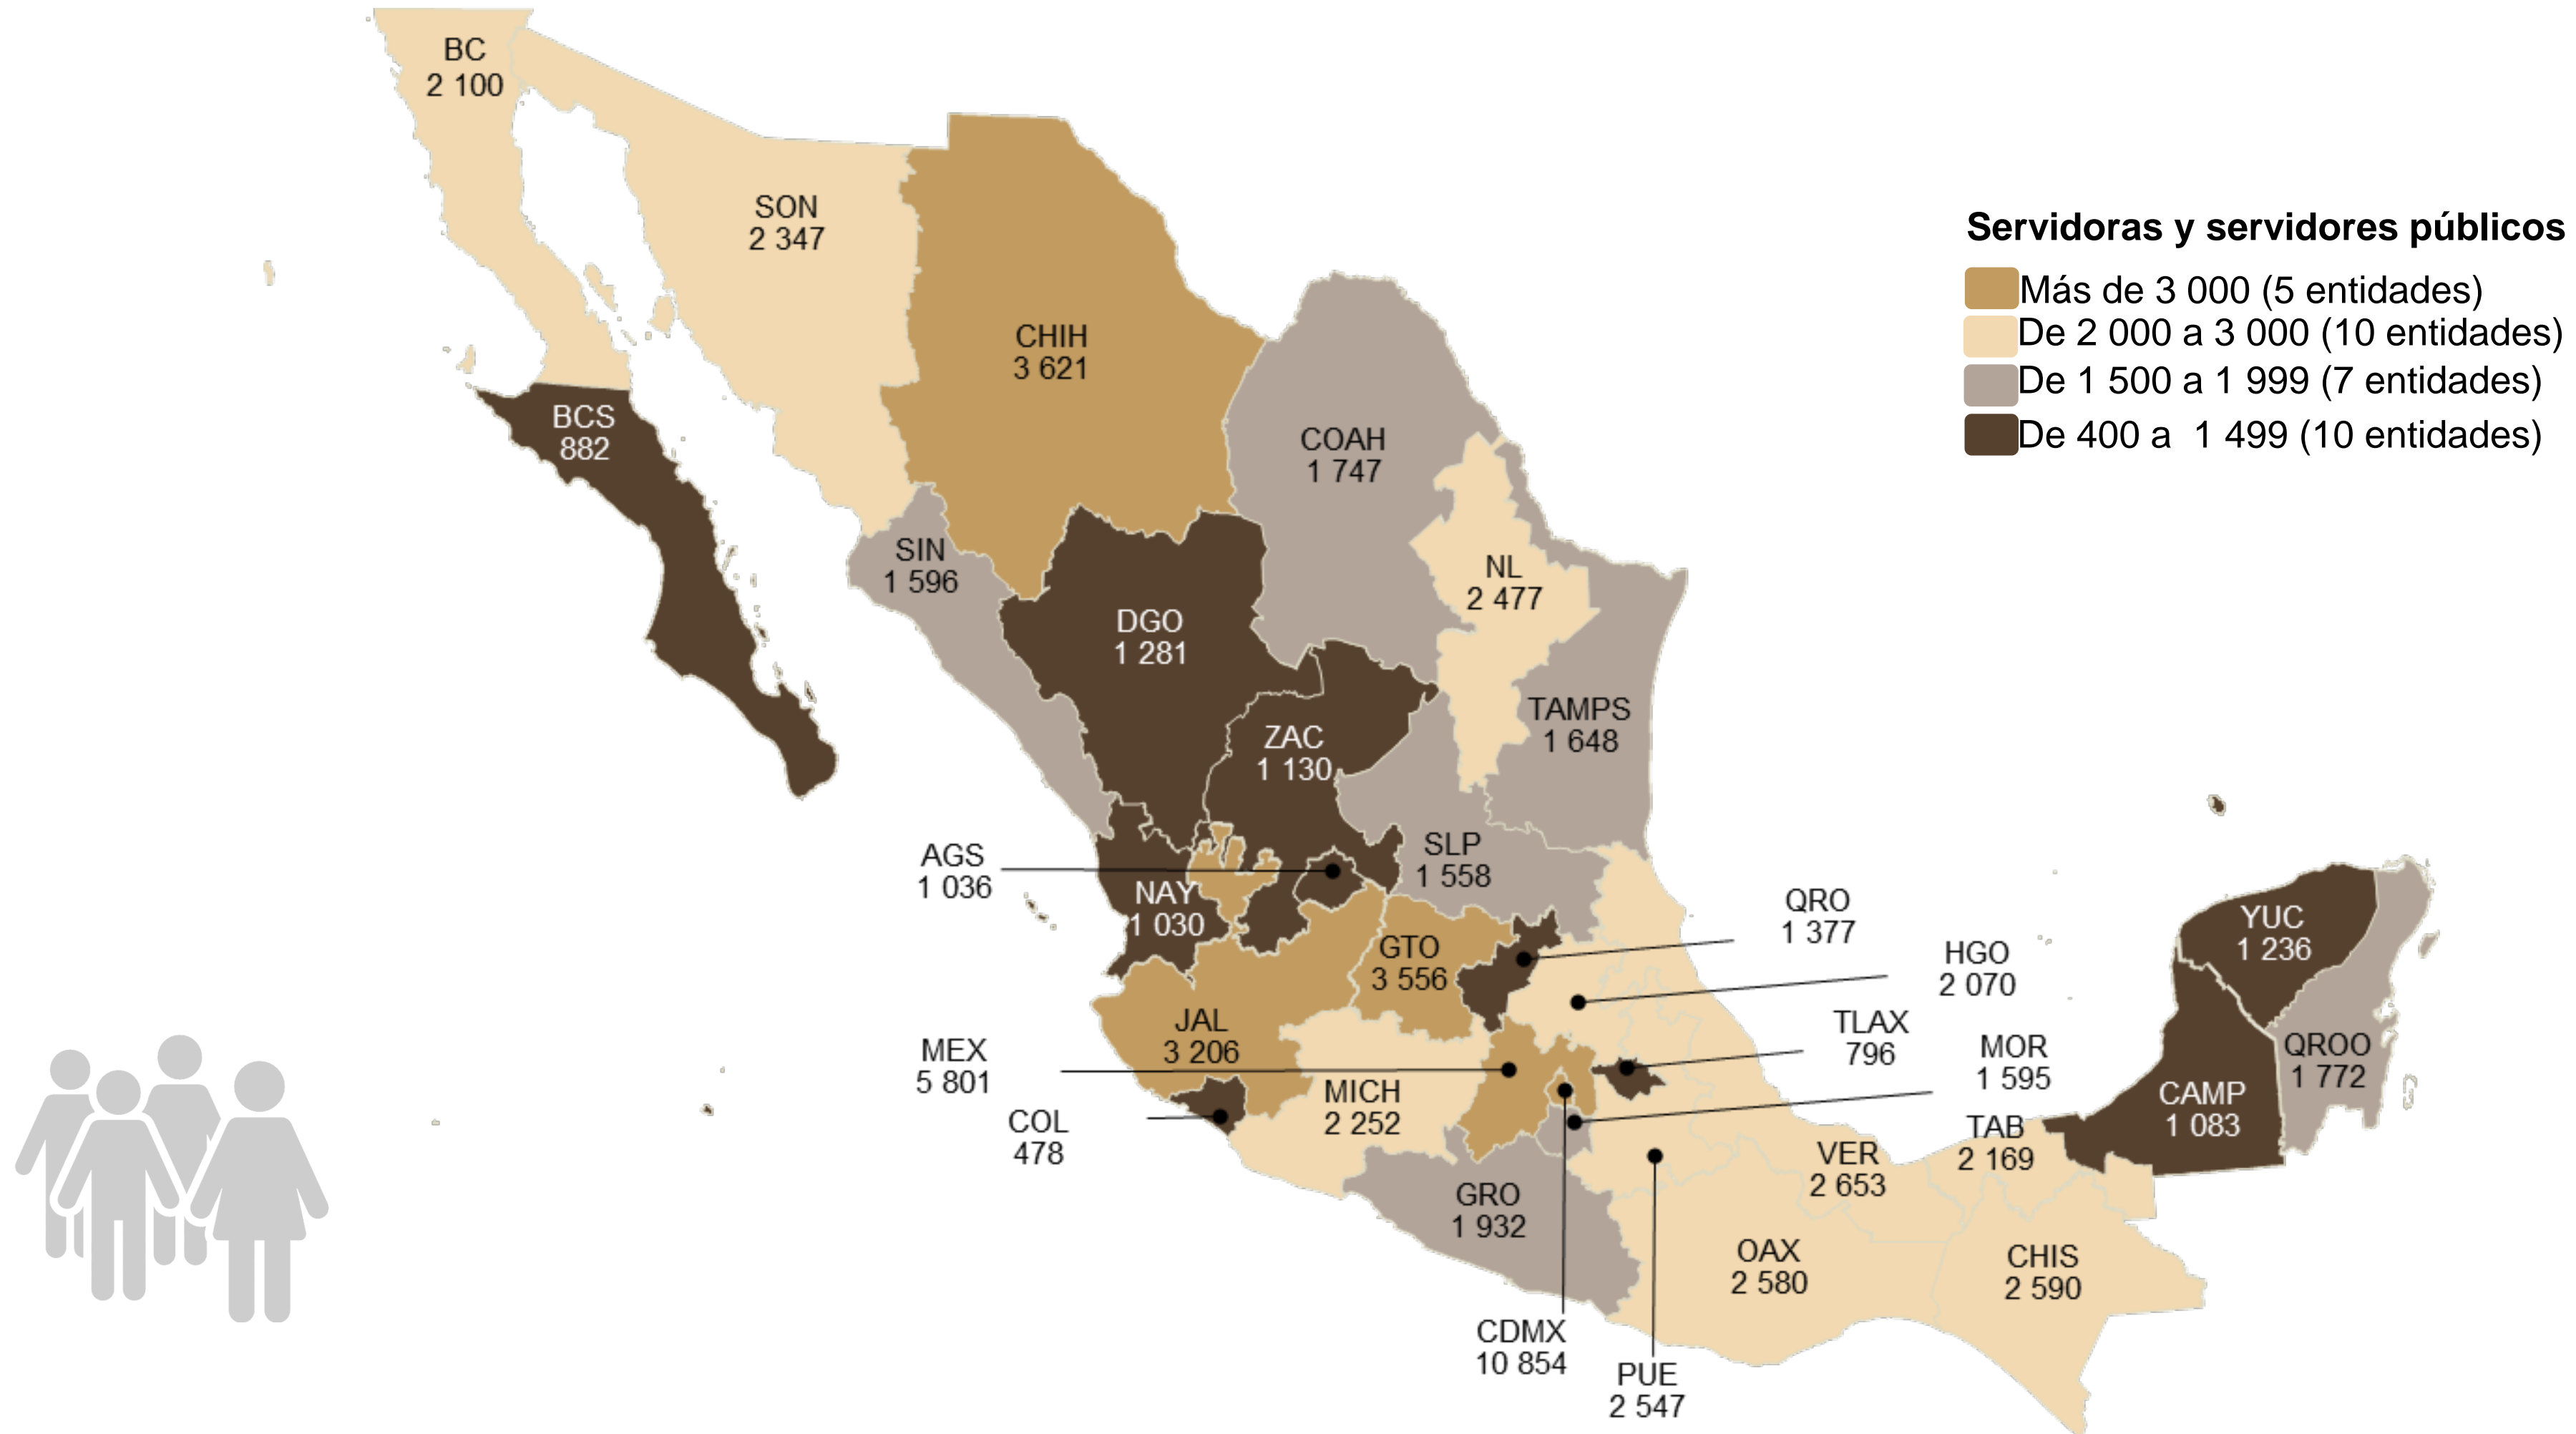 BC
2 100
SON
2 347
CHIH
3 621
Servidoras y servidores públicos
Más de 3 000 (5 entidades)
De 2 000 a 3 000 (10 entidades)
De 1 500 a 1 999 (7 entidades)
De 400 a 1 499 (10 entidades)
BCS
882
COAH
1 747
SIN
1 596
NL
2 477
DGO
1 281
TAMPS
1 648
ZAC
1 130
AGS
1 036
SLP
1 558
NAY
1 030
QRO
1 377
YUC
1 236
GTO
3 556
HGO
2 070
JAL
3 206
TLAX
796
MEX
5 801
MOR
1 595
QROO
1 772
MICH
2 252
CAMP
1 083
COL
478
TAB
2 169
VER
2 653
GRO
1 932
OAX
2 580
CHIS
2 590
CDMX
10 854
PUE
2 547